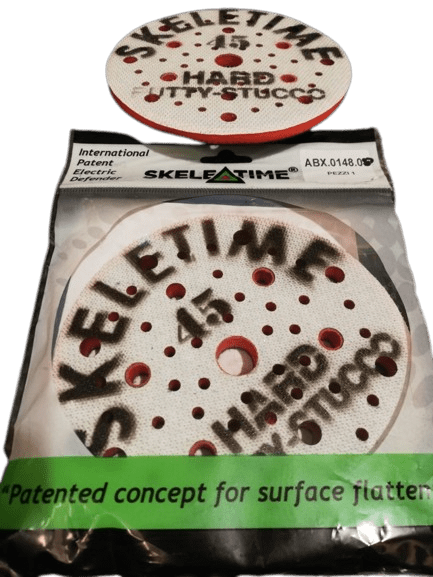 SKELETIME
45
HARD
PUTTY-STUCCO
International
Patent
Electric
Defender
SKELETIME®
ABX.0148.0
PEZZI 1
SKELETIME
45
HARD
TY-STUCCO
"Patented concept for surface flatten